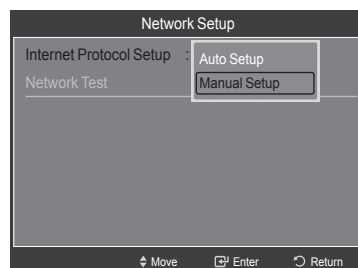 Network Setup
Internet Protocol Setup : Auto Setup
Manual Setup
Network Test
Move Enter Return